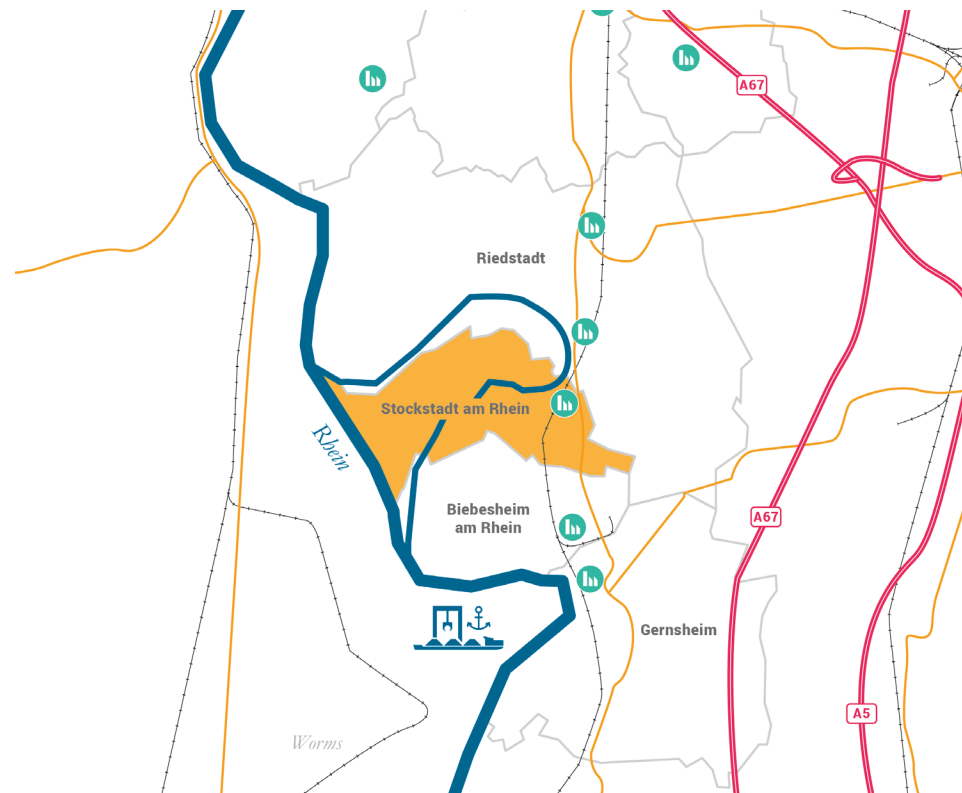 A67
Riedstadt
Stockstadt am Rhein
Rhein
Biebesheim
am Rhein
A67
Gernsheim
A5
Worms